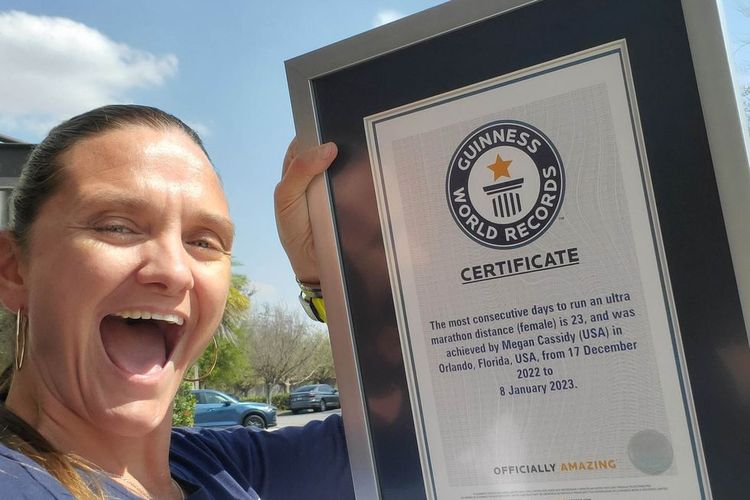 GUINNESS
WORLD RECORDS
CERTIFICATE
The most consecutive days to run an ultra
marathon distance (female) is 23, and was
achieved by Megan Cassidy (USA) in
Orlando, Florida, USA, from 17 December
2022 to
8 January 2023.
OFFICIALLY AMAZING